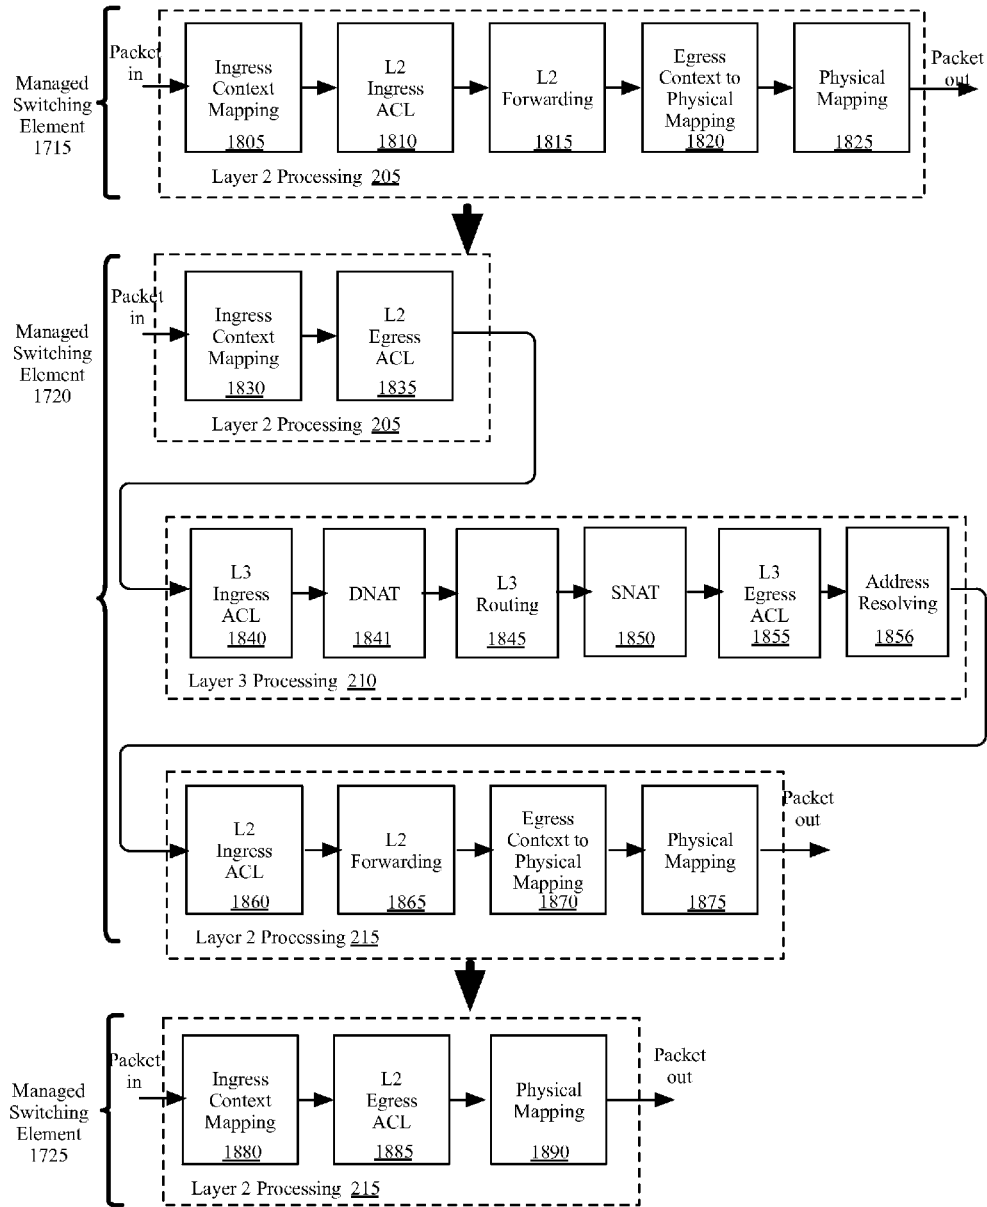 Managed
Switching
Element
1715
Packet
in
Ingress
Context
Mapping
1805
L2
Ingress
ACL
1810
L2
Forwarding
1815
Egress
Context to
Physical
Mapping
1820
Physical
Mapping
1825
Packet
out
Layer 2 Processing 205
Managed
Switching
Element
1720
Packet
in
Ingress
Context
Mapping
1830
L2
Egress
ACL
1835
Layer 2 Processing 205
L3
Ingress
ACL
1840
DNAT
1841
L3
Routing
1845
SNAT
1850
L3
Egress
ACL
1855
Address
Resolving
1856
Layer 3 Processing 210
L2
Ingress
ACL
1860
L2
Forwarding
1865
Egress
Context to
Physical
Mapping
1870
Physical
Mapping
1875
Packet
out
Layer 2 Processing 215
Managed
Switching
Element
1725
Packet
in
Ingress
Context
Mapping
1880
L2
Egress
ACL
1885
Physical
Mapping
1890
Packet
out
Layer 2 Processing 215